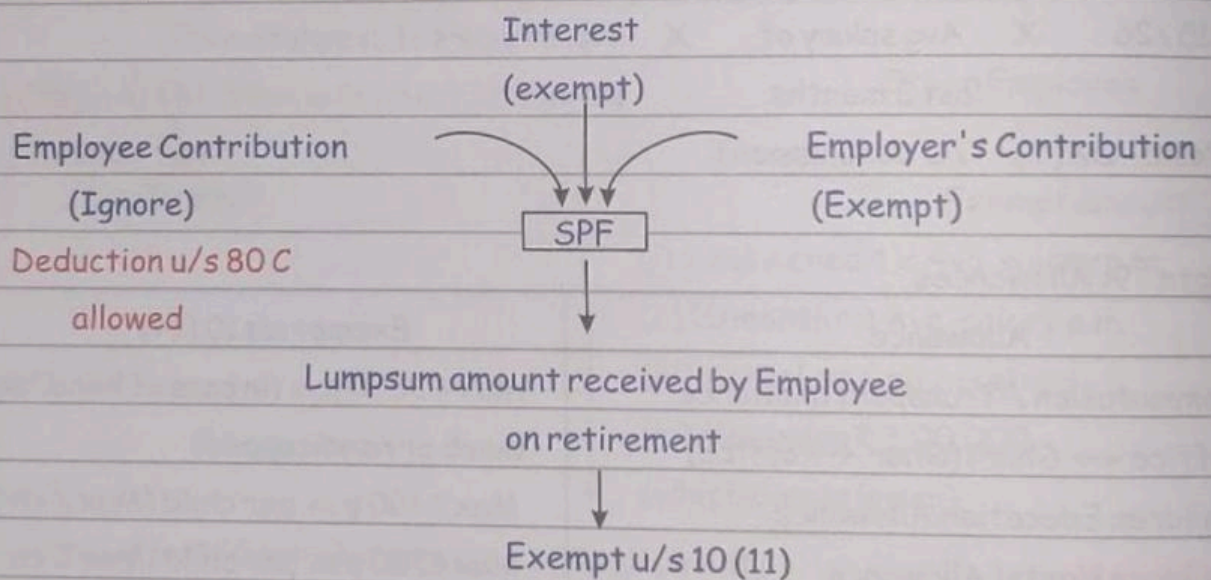 Interest
(exempt)
Employee Contribution
(Ignore)
Deduction u/s 80 C
allowed
Employer's Contribution
(Exempt)
SPF
Lumpsum amount received by Employee
on retirement
Exempt u/s 10 (11)